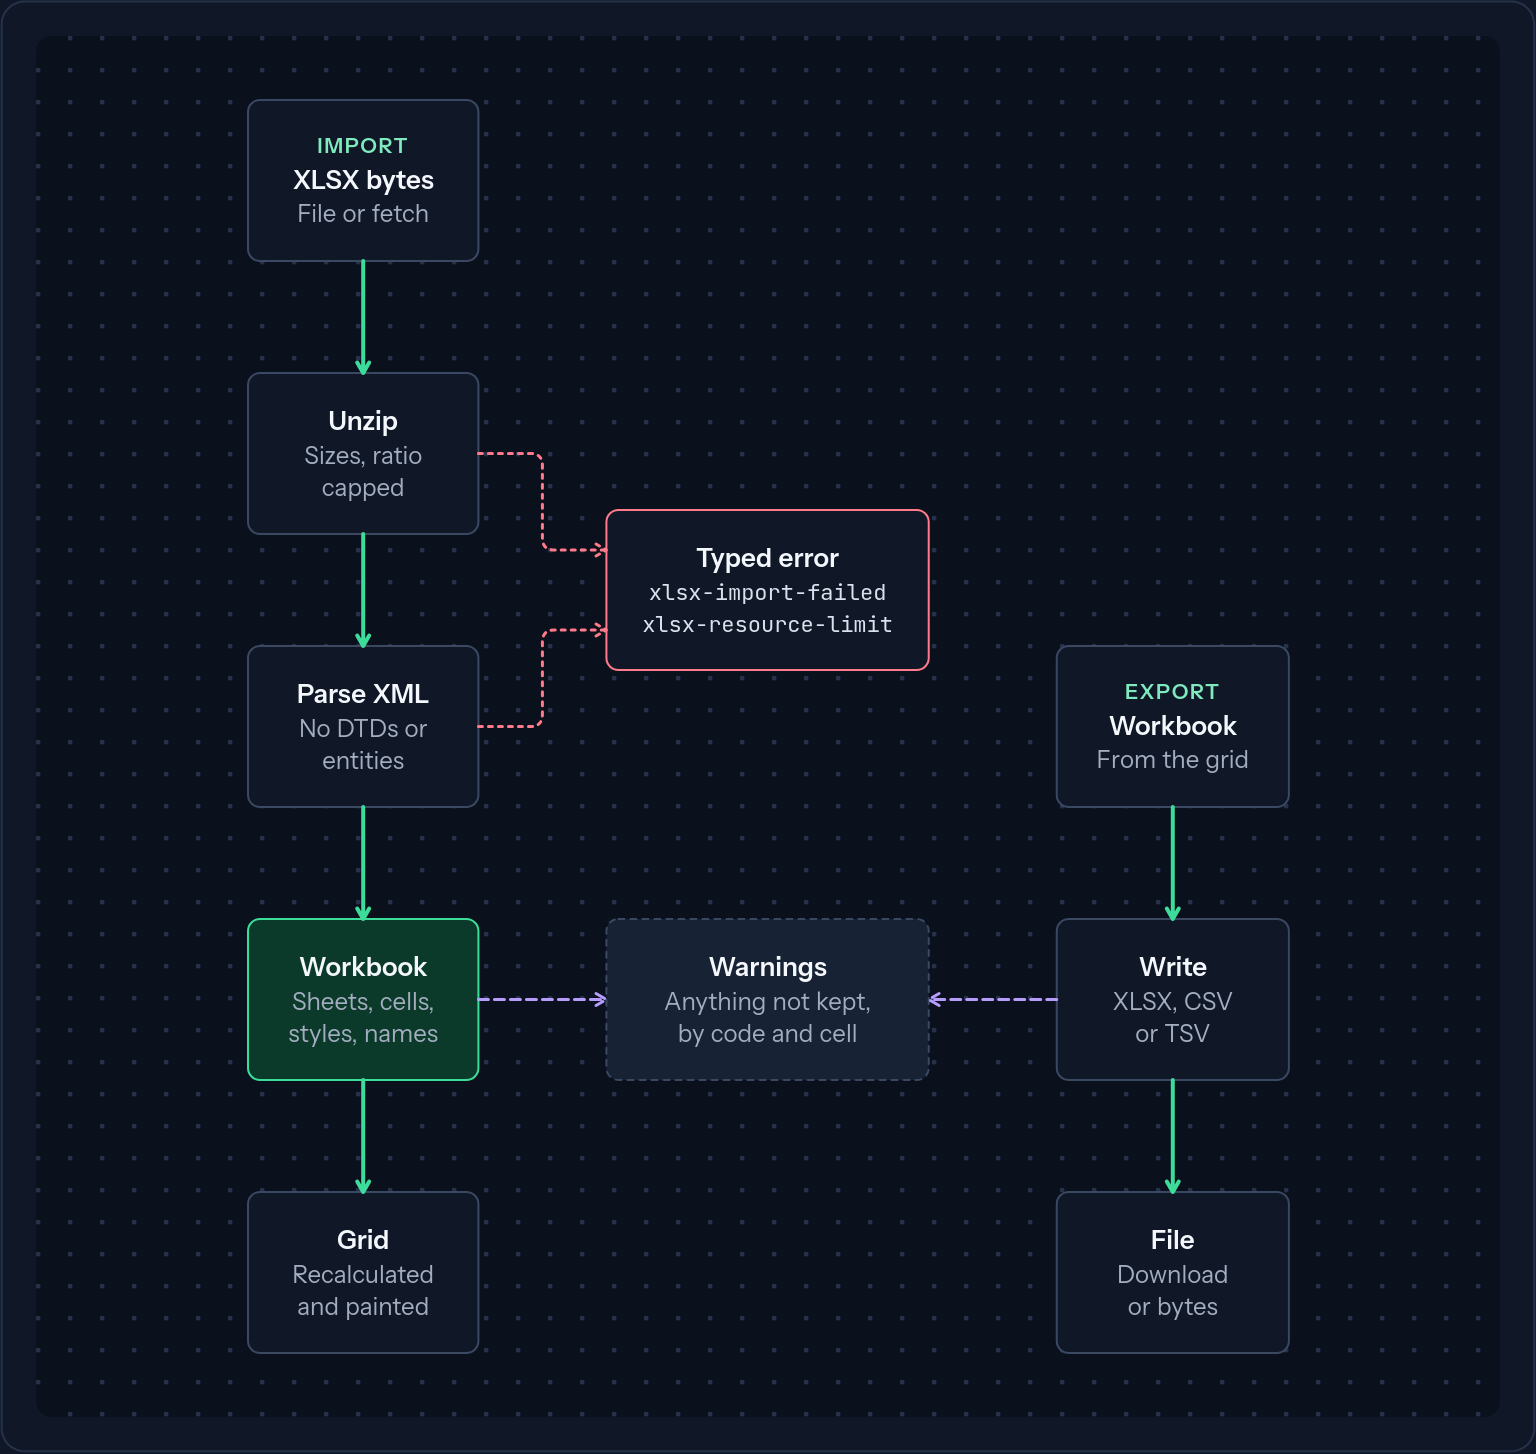 IMPORT
XLSX bytes
File or fetch
Unzip
Sizes, ratio
capped
Typed error
xlsx-import-failed
xlsx-resource-limit
Parse XML
No DTDs or
entities
EXPORT
Workbook
From the grid
Workbook
Sheets, cells,
styles, names
Warnings
Anything not kept,
by code and cell
Write
XLSX, CSV
or TSV
Grid
Recalculated
and painted
File
Download
or bytes